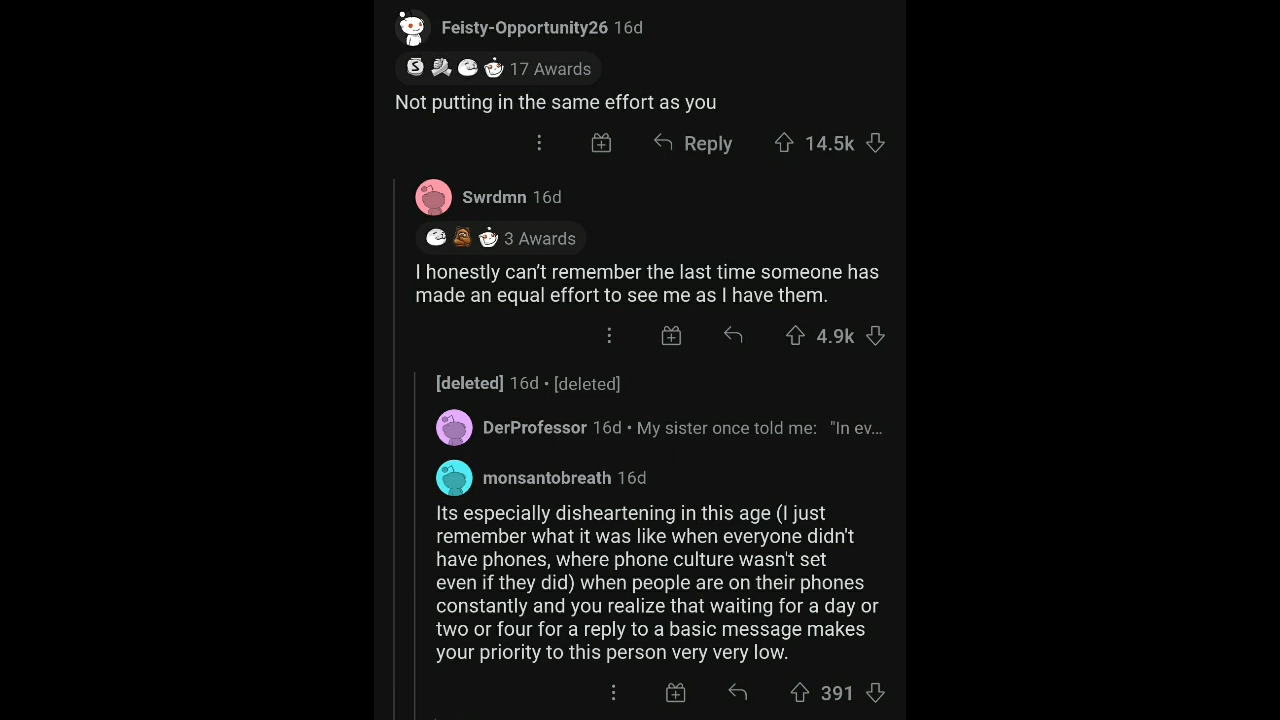 Feisty-Opportunity26 16d
17 Awards
Not putting in the same effort as you
Reply 14.5k
Swrdmn 16d
3 Awards
I honestly can't remember the last time someone has
made an equal effort to see me as I have them.
4.9k
[deleted] 16d • [deleted]
DerProfessor 16d • My sister once told me: "In ev...
monsantobreath 16d
Its especially disheartening in this age (I just
remember what it was like when everyone didn't
have phones, where phone culture wasn't set
even if they did) when people are on their phones
constantly and you realize that waiting for a day or
two or four for a reply to a basic message makes
your priority to this person very very low.
391